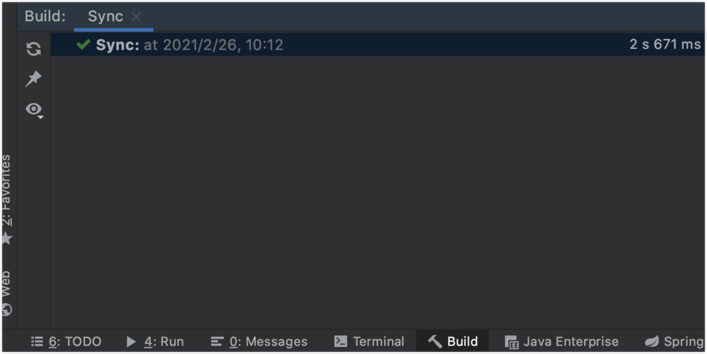 Build: Sync
Sync: at 2021/2/26, 10:12 2 s 671 ms
2: Favorites
Web
6: TODO 4: Run 0: Messages Terminal Build Java Enterprise Spring